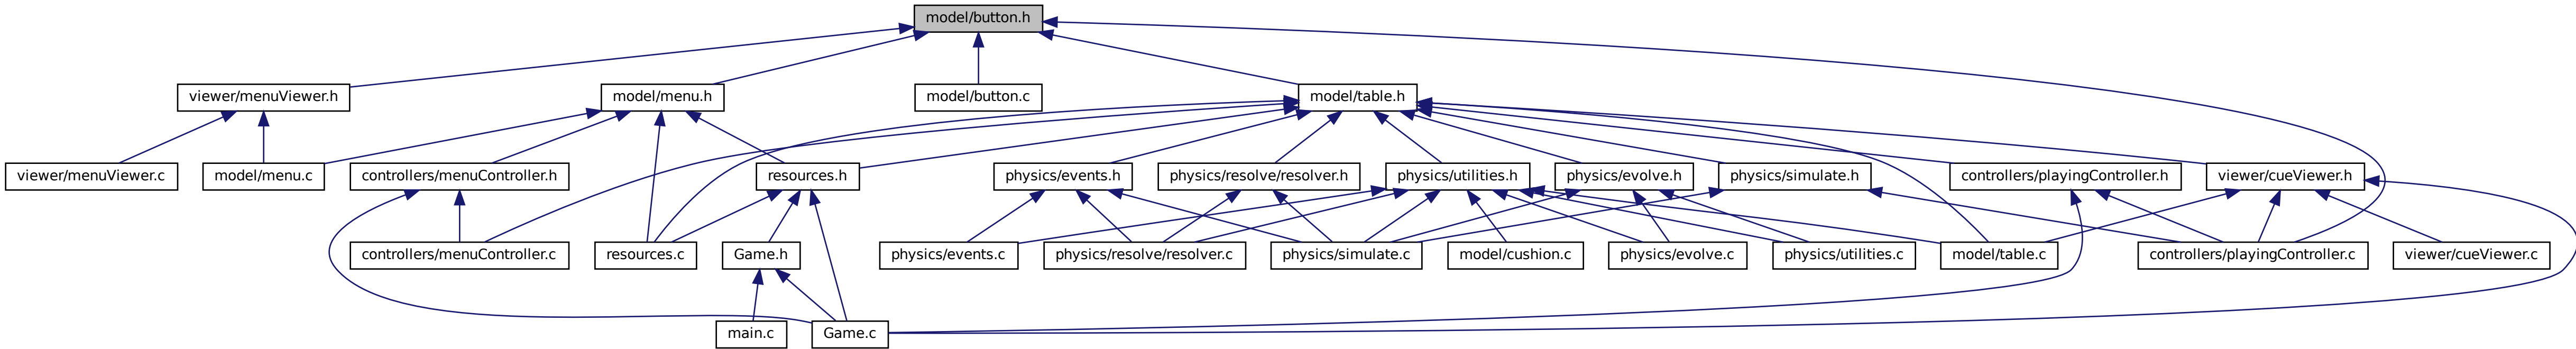 model/button.h
viewer/menuViewer.h
model/menu.h
model/button.c
model/table.h
viewer/menuViewer.c
model/menu.c
controllers/menuController.h
resources.h
physics/events.h
physics/resolve/resolver.h
physics/utilities.h
physics/evolve.h
physics/simulate.h
controllers/playingController.h
viewer/cueViewer.h
controllers/menuController.c
resources.c
Game.h
physics/events.c
physics/resolve/resolver.c
physics/simulate.c
model/cushion.c
physics/evolve.c
physics/utilities.c
model/table.c
controllers/playingController.c
viewer/cueViewer.c
main.c
Game.c